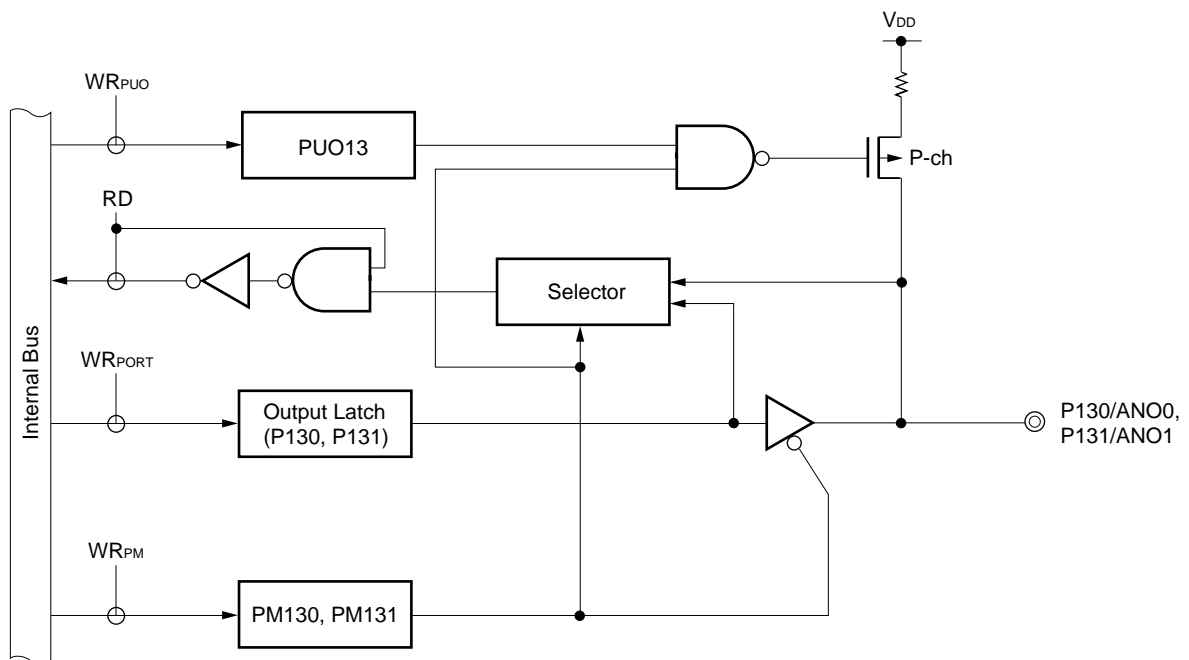 VDD
WRPUO
PUO13
P-ch
RD
Selector
Internal Bus
WRPORT
Output Latch
(P130, P131)
P130/ANO0,
P131/ANO1
WRPM
PM130, PM131